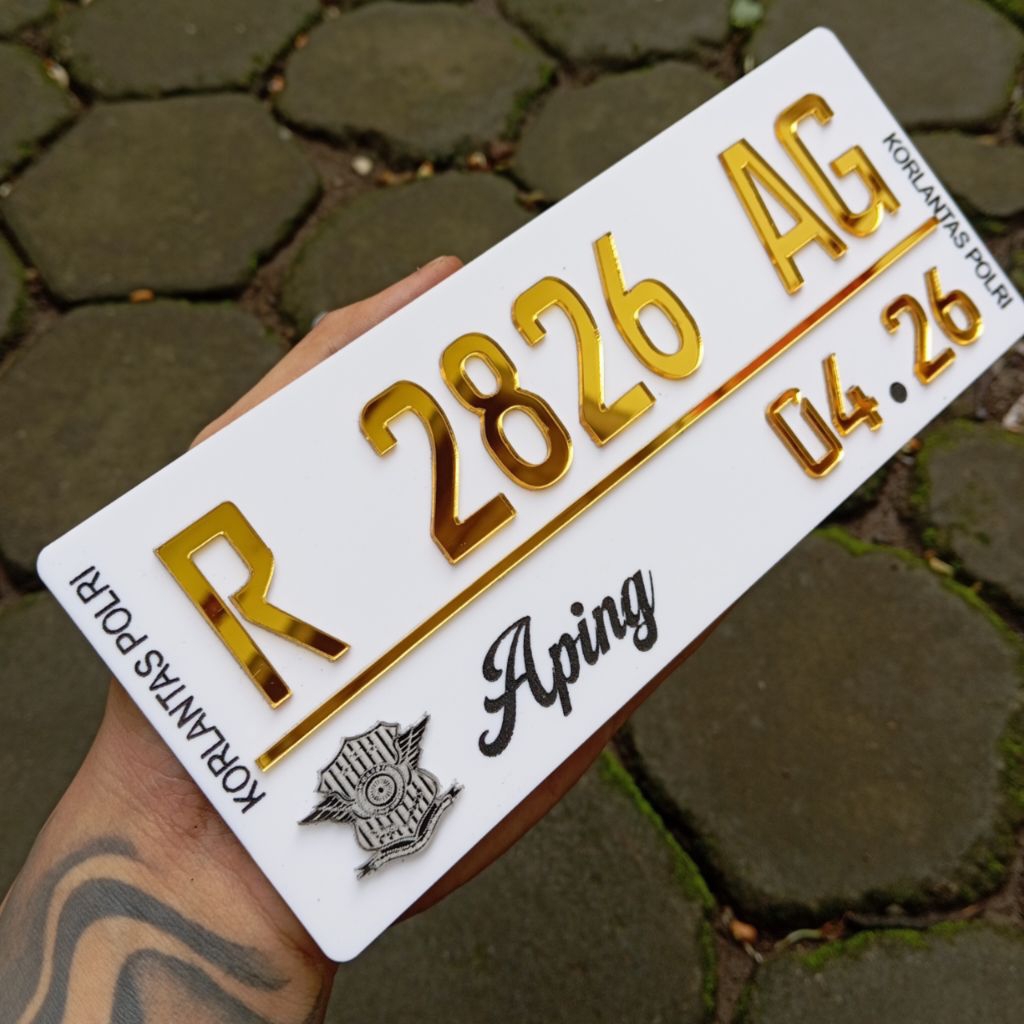 R 2826 AG
04.26
Aping
KORLANTAS POLRI
KORLANTAS POLRI